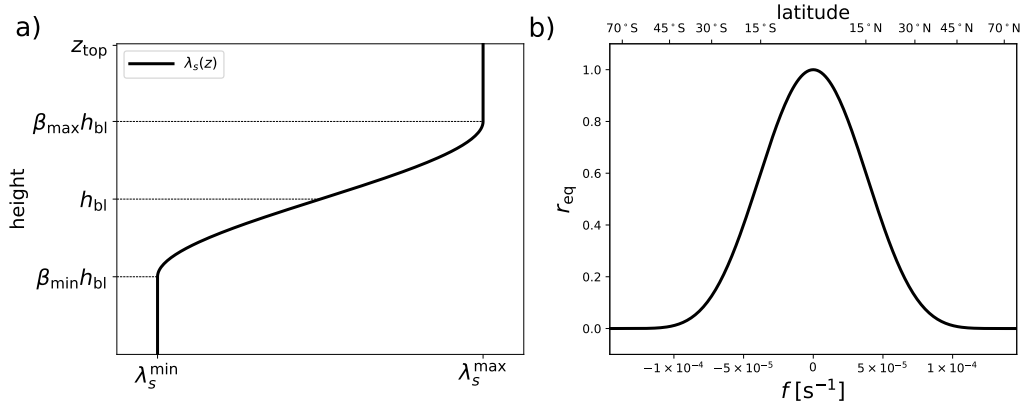 a)
z_top
β_max h_bl
h_bl
β_min h_bl
height
λ_s(z)
λ_s^min
λ_s^max
b)
latitude
70°S 45°S 30°S 15°S 15°N 30°N 45°N 70°N
1.0
0.8
0.6
0.4
0.2
0.0
r_eq
−1 × 10⁻⁴ −5 × 10⁻⁵ 0 5 × 10⁻⁵ 1 × 10⁻⁴
f [s⁻¹]